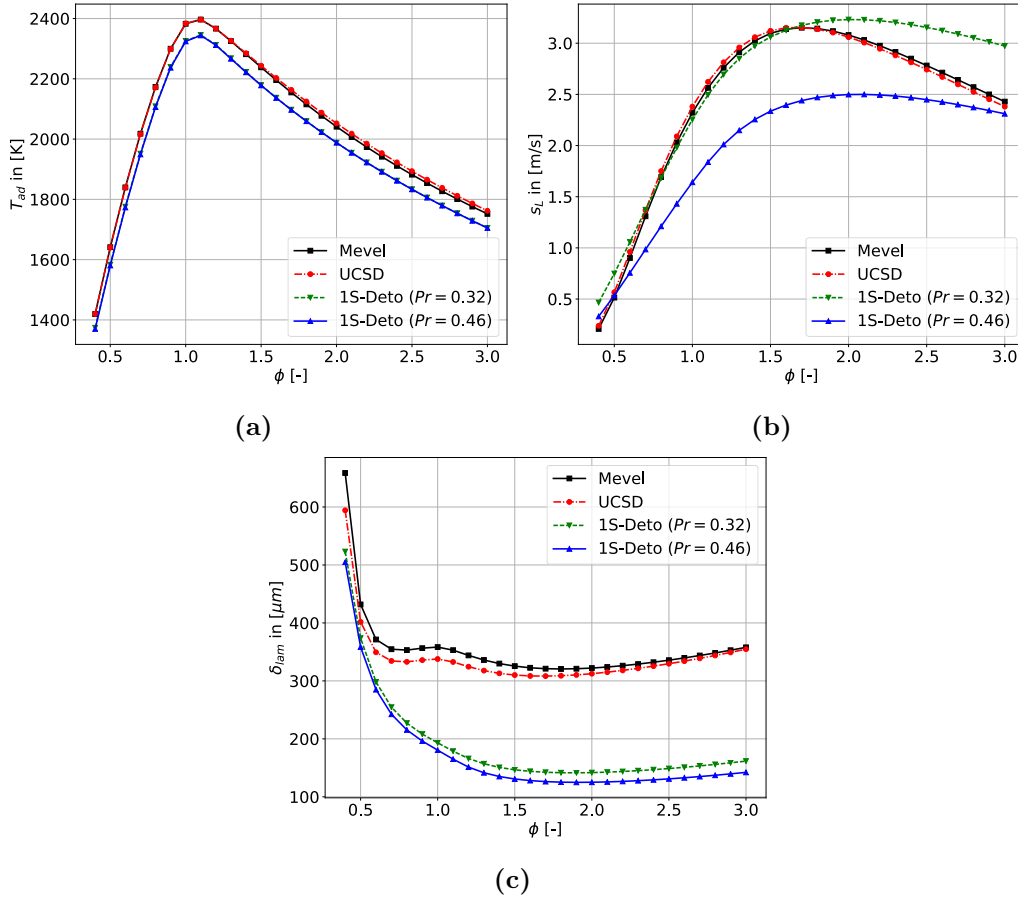 2400
2200
2000
1800
1600
1400
T_ad in [K]
0.5 1.0 1.5 2.0 2.5 3.0
ϕ [-]
Mevel
UCSD
1S-Deto (Pr = 0.32)
1S-Deto (Pr = 0.46)
(a)
3.0
2.5
2.0
1.5
1.0
0.5
s_L in [m/s]
0.5 1.0 1.5 2.0 2.5 3.0
ϕ [-]
Mevel
UCSD
1S-Deto (Pr = 0.32)
1S-Deto (Pr = 0.46)
(b)
600
500
400
300
200
100
δ_lam in [μm]
0.5 1.0 1.5 2.0 2.5 3.0
ϕ [-]
Mevel
UCSD
1S-Deto (Pr = 0.32)
1S-Deto (Pr = 0.46)
(c)